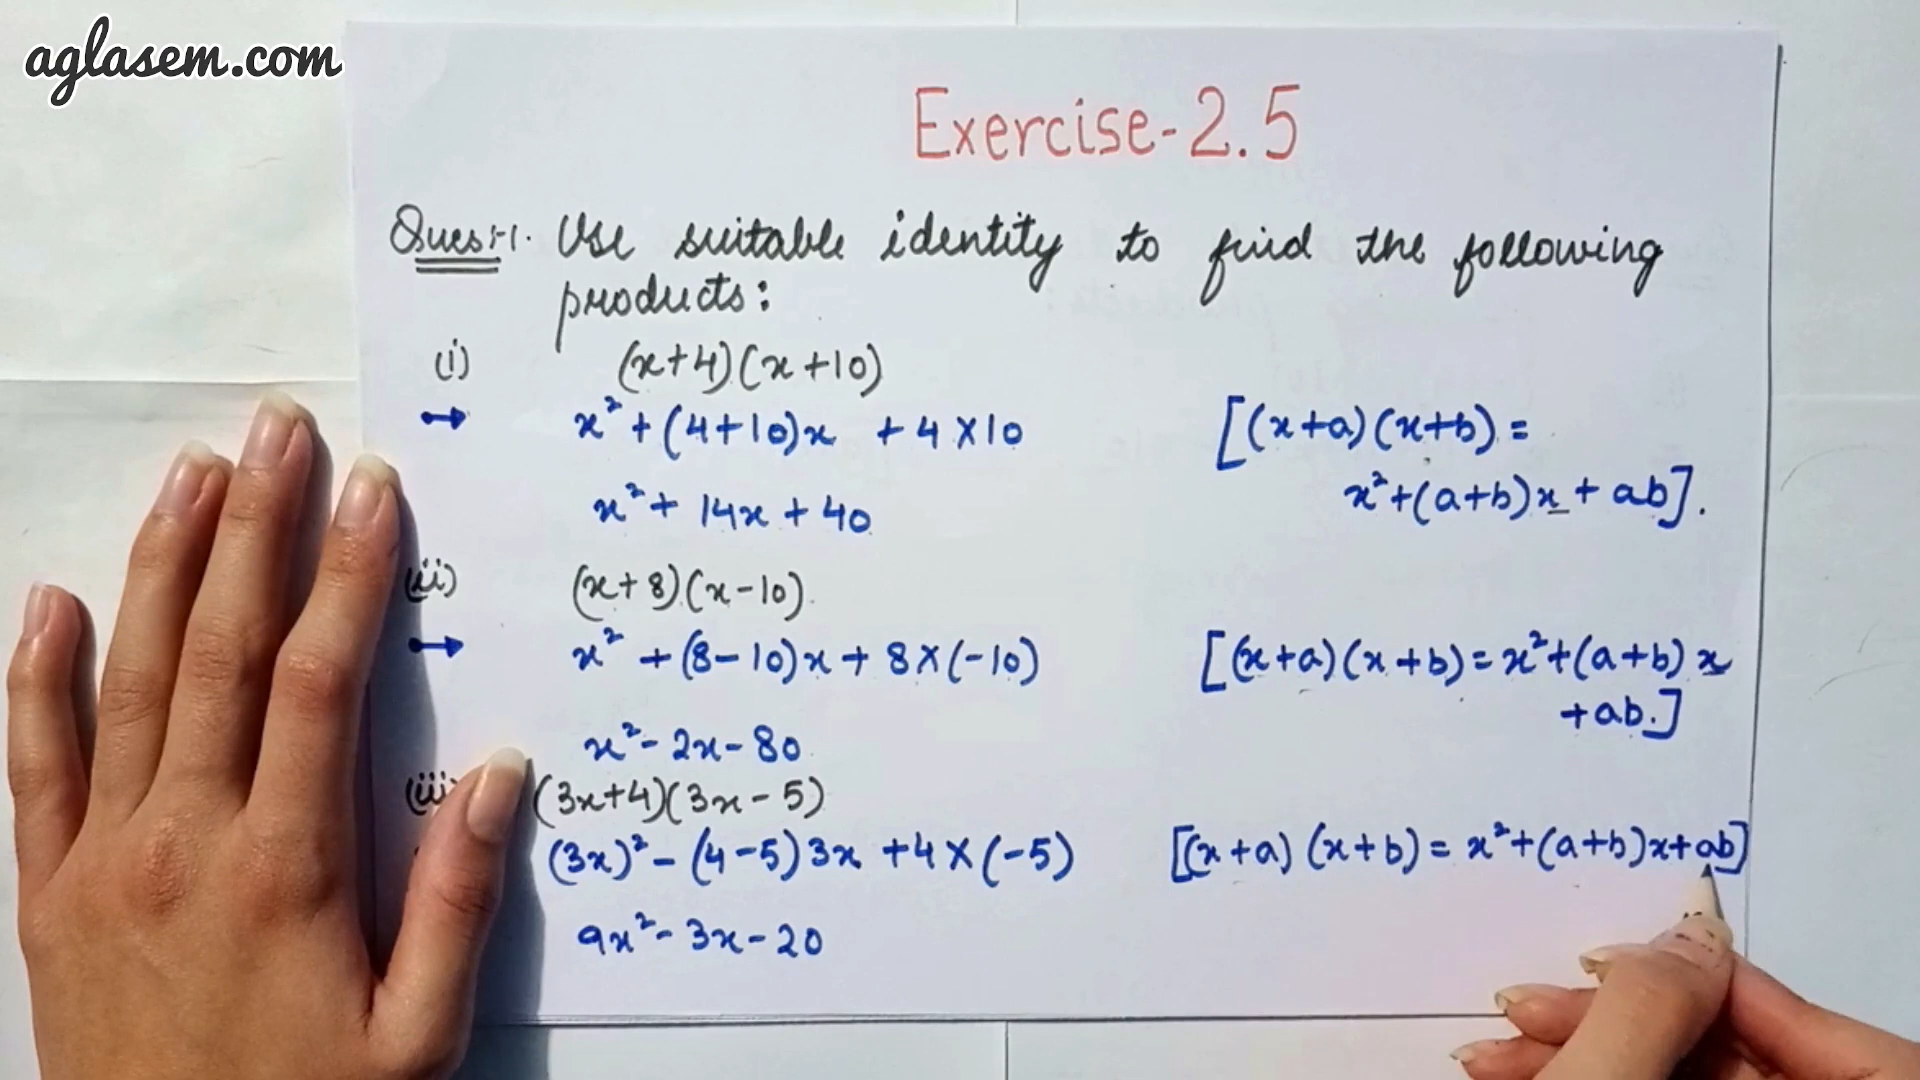 aglasem.com
Exercise-2.5
Ques:-1. Use suitable identity to find the following
products:
(i) (x+4)(x+10)
x²+(4+10)x +4×10 [(x+a)(x+b)=
x²+(a+b)x+ab].
x²+14x+40
(ii) (x+8)(x-10).
x²+(8-10)x+8×(-10) [(x+a)(x+b)=x²+(a+b)x
+ab.]
x²-2x-80
(iii) (3x+4)(3x-5)
(3x)²-(4-5)3x+4×(-5) [(x+a)(x+b)=x²+(a+b)x+ab]
9x²-3x-20